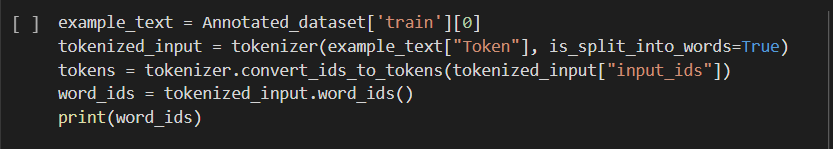 [ ] example_text = Annotated_dataset['train'][0]
tokenized_input = tokenizer(example_text["Token"], is_split_into_words=True)
tokens = tokenizer.convert_ids_to_tokens(tokenized_input["input_ids"])
word_ids = tokenized_input.word_ids()
print(word_ids)